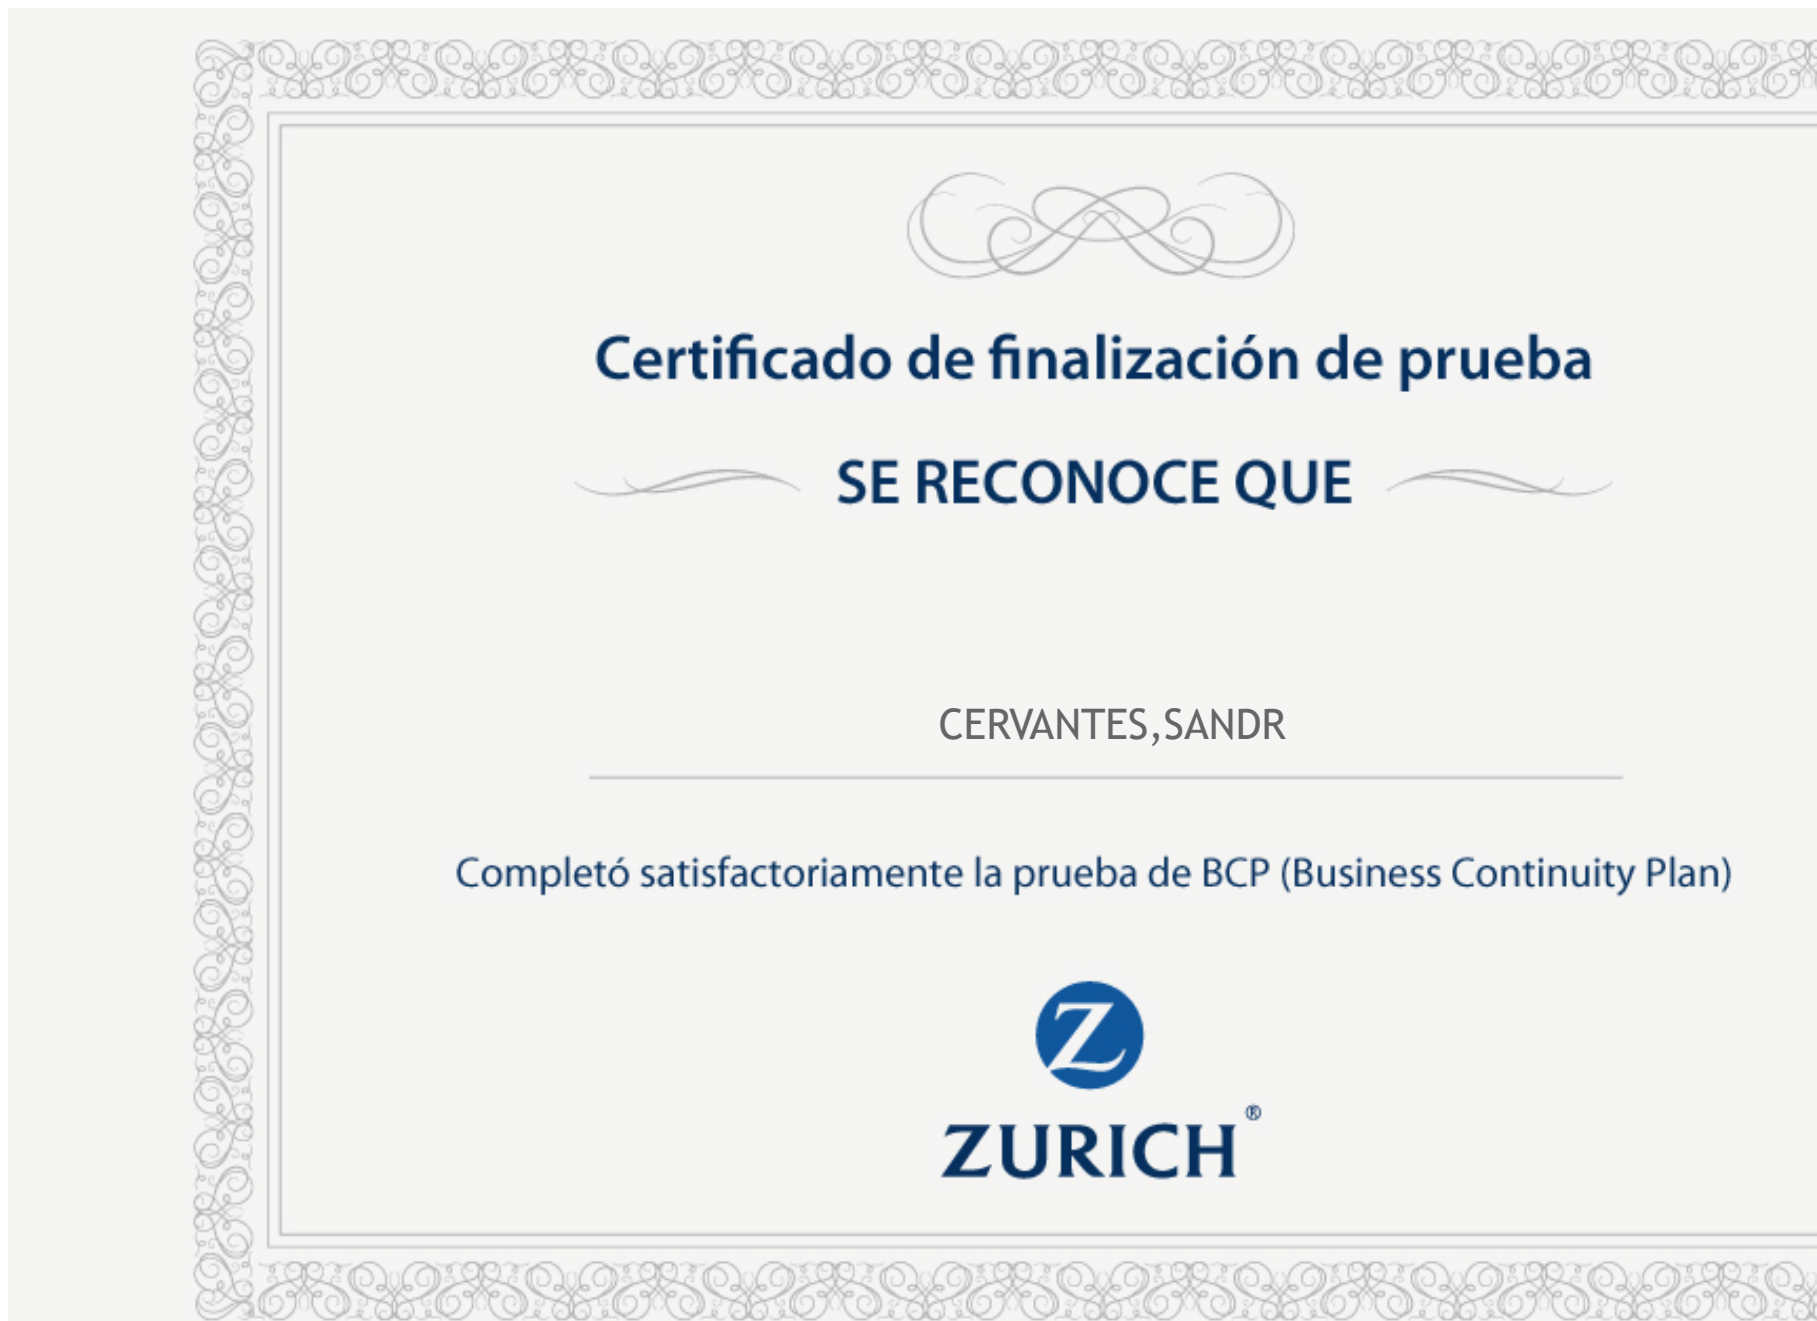 Certificado de finalización de prueba
SE RECONOCE QUE
CERVANTES,SANDR
Completó satisfactoriamente la prueba de BCP (Business Continuity Plan)
Z
ZURICH®